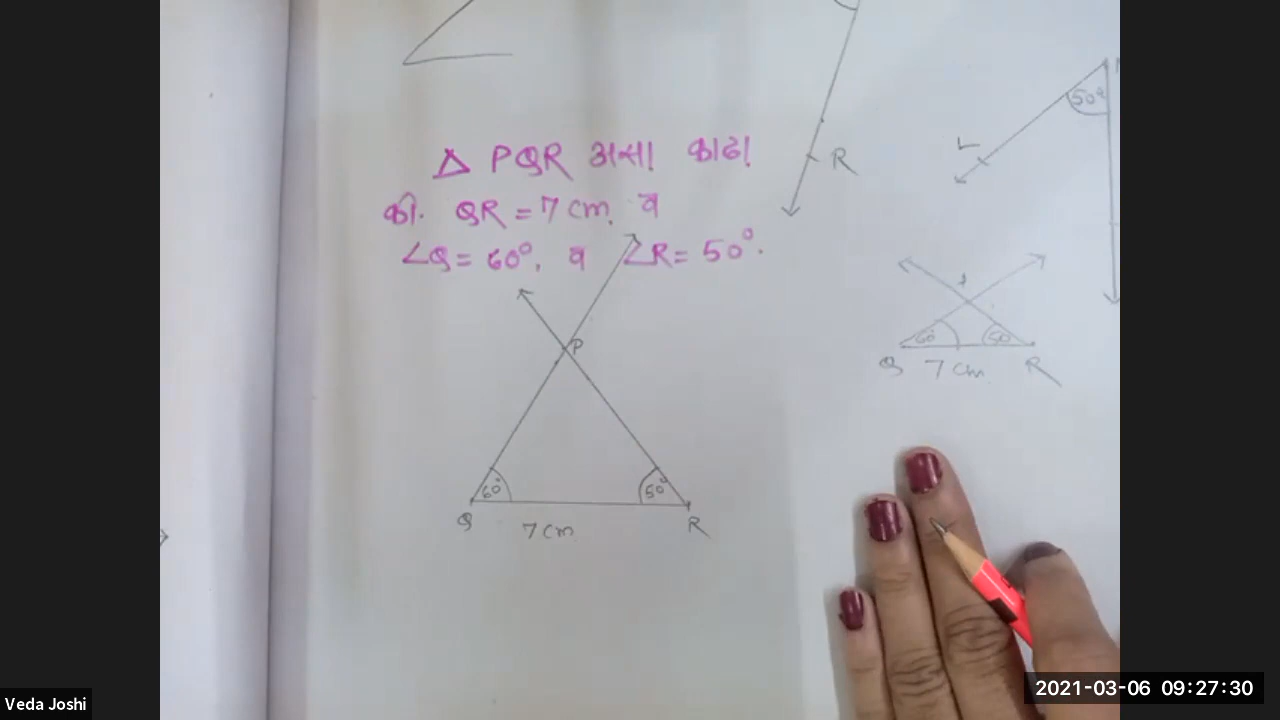 △ PQR असा काढा
की. QR = 7 cm. व
∠Q = 60°, व ∠R = 50°.
P
60°
50°
Q
7 cm
R
R
50°
L
60°
50°
Q
7 cm
R
Veda Joshi
2021-03-06 09:27:30